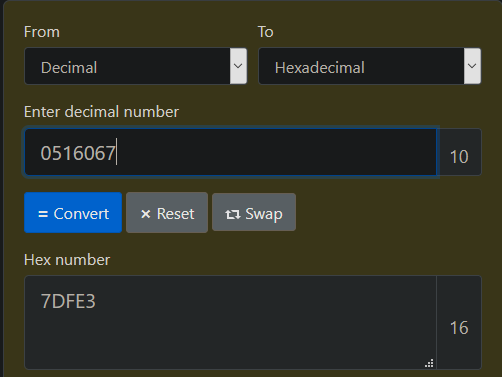 From To
Decimal Hexadecimal
Enter decimal number
0516067 10
= Convert × Reset Swap
Hex number
7DFE3 16